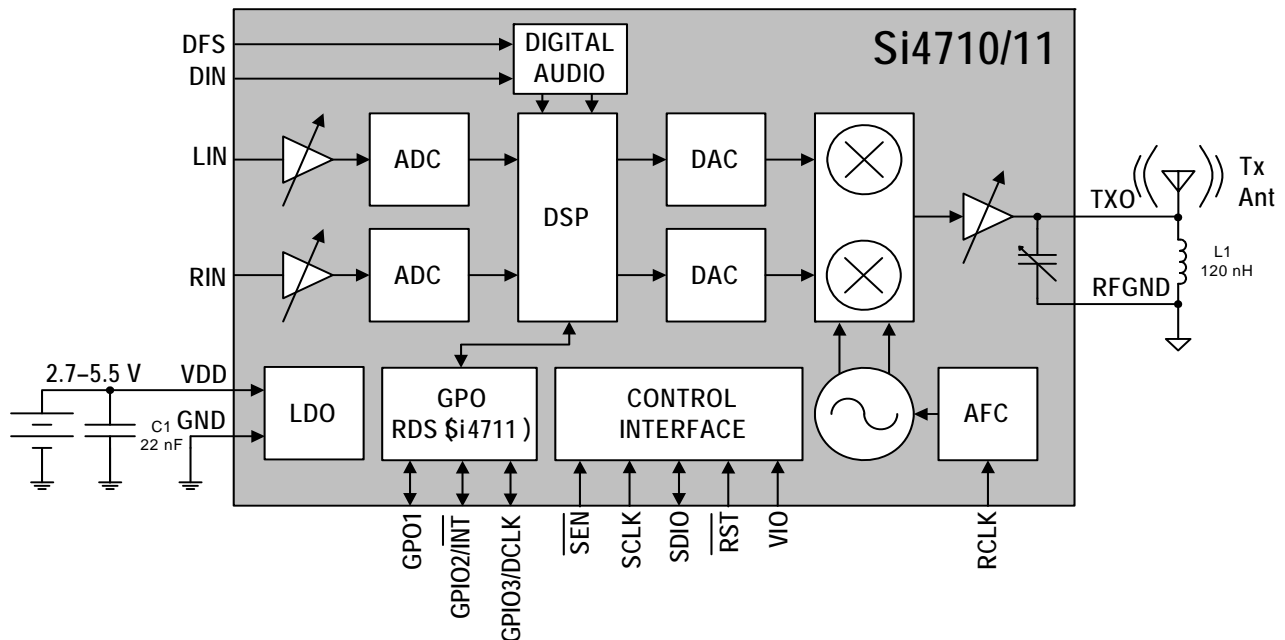 Si4710/11
DFS
DIN
DIGITAL
AUDIO
LIN
ADC
DSP
DAC
RIN
ADC
DAC
TXO
Tx
Ant
L1
120 nH
RFGND
2.7–5.5 V
VDD
GND
C1
22 nF
LDO
GPO
RDS (Si4711)
CONTROL
INTERFACE
AFC
GPO1
GPIO2/INT
GPIO3/DCLK
SEN
SCLK
SDIO
RST
VIO
RCLK